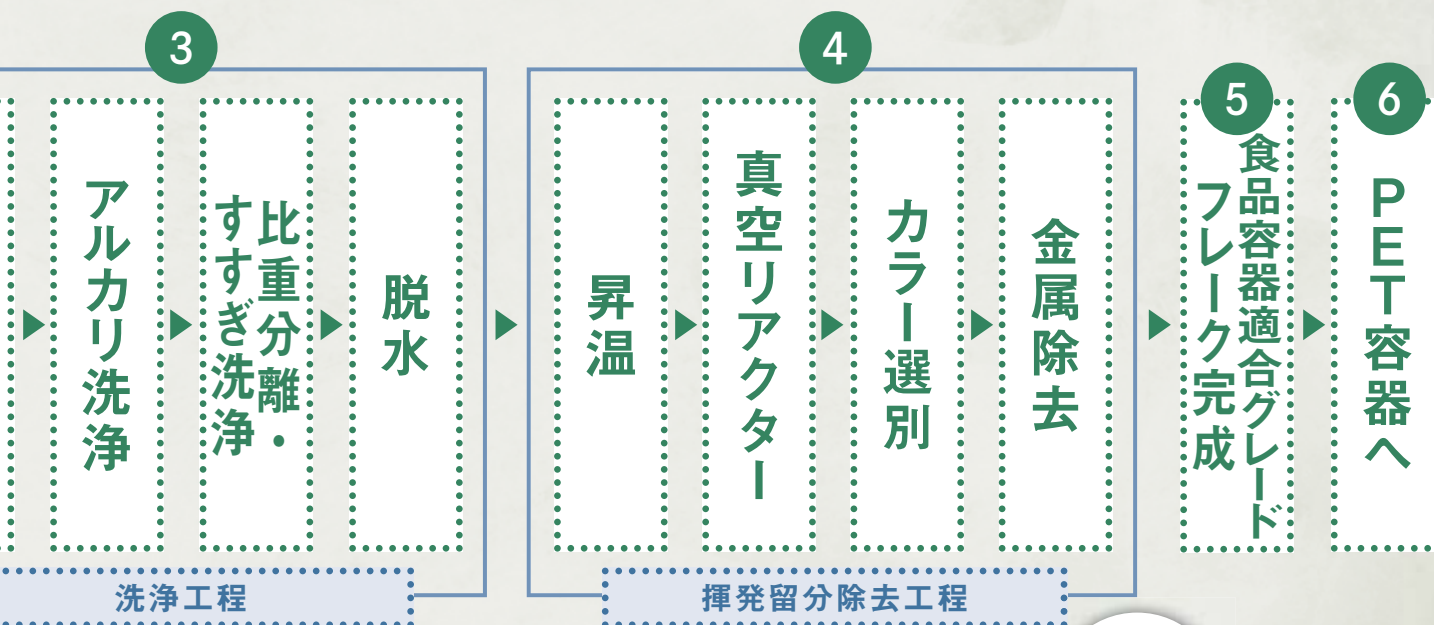 3
アルカリ洗浄
比重分離・
すすぎ洗浄
脱水
洗浄工程
4
昇温
真空リアクター
カラー選別
金属除去
揮発留分除去工程
5
食品容器適合グレード
フレーク完成
6
PET容器へ